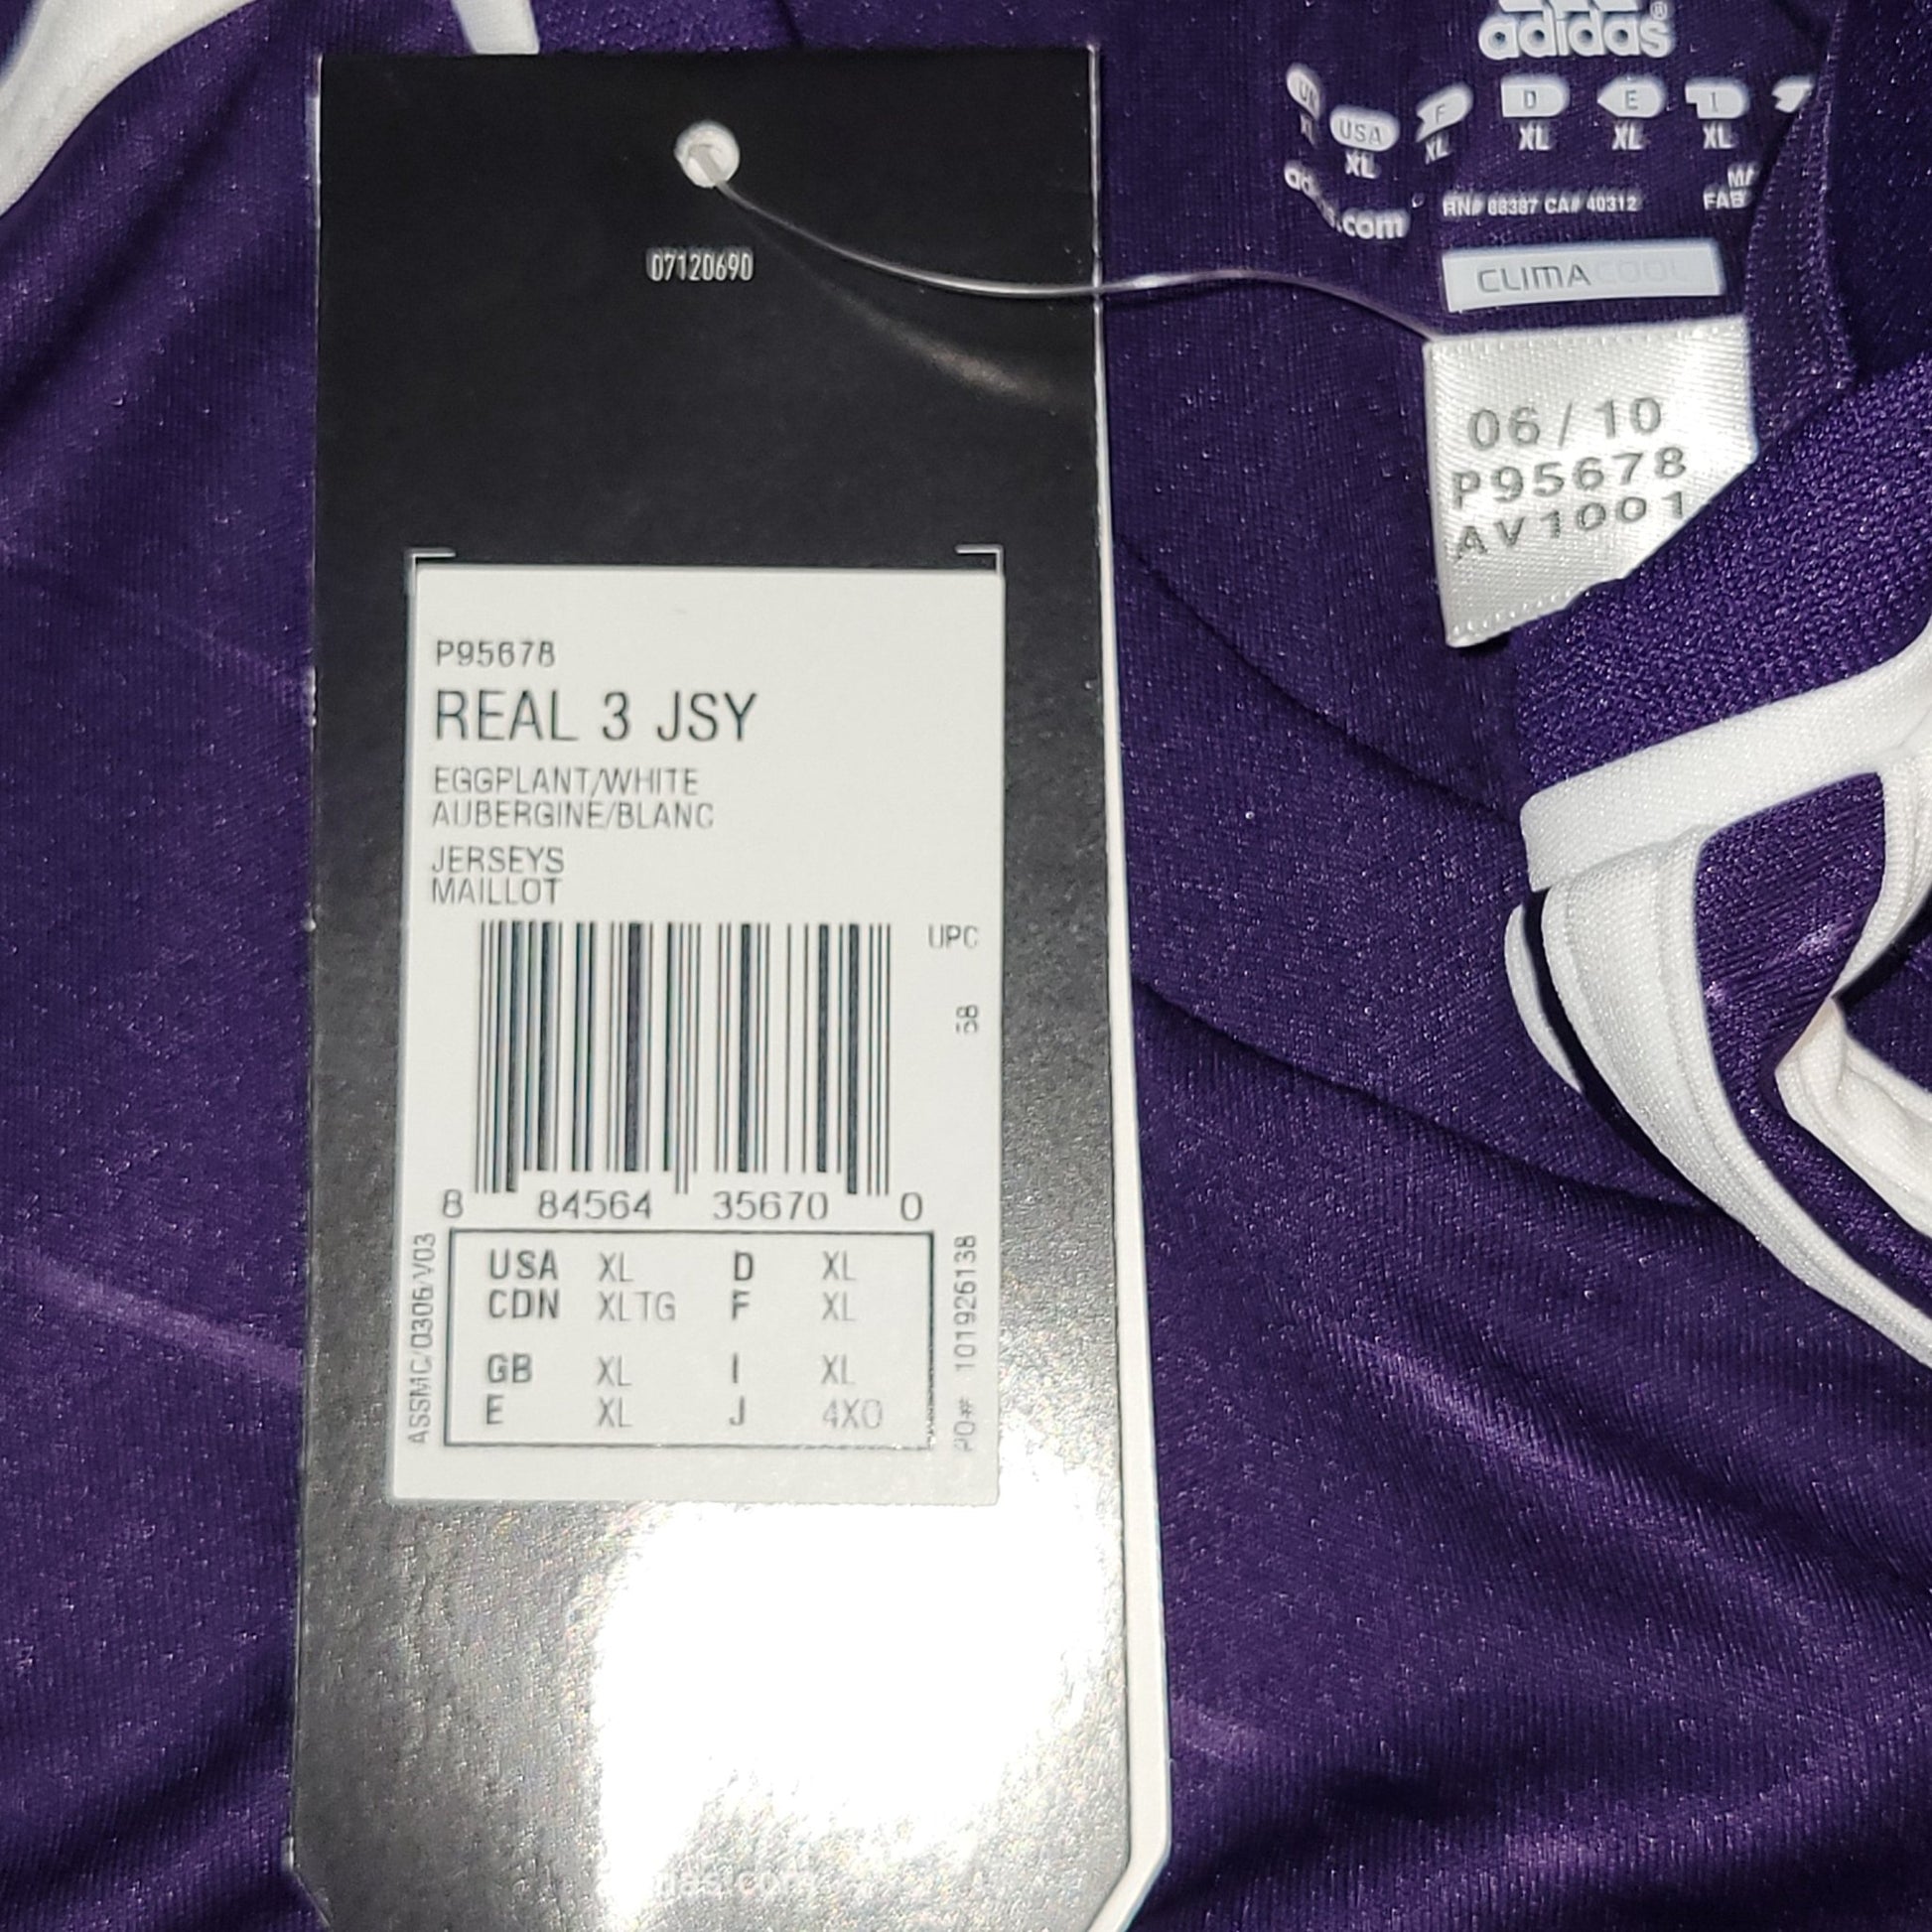 07120690
P95678
REAL 3 JSY
EGGPLANT/WHITE
AUBERGINE/BLANC
JERSEYS
MAILLOT
UPC
68
8 84564 35670 0
ASSMC/0306/V03
USA XL D XL
CDN XLTG F XL
GB XL I XL
E XL J 4XO
PO# 101926138
adidas®
USA F D E I
XL XL XL XL XL
RN# 88387 CA# 40312
CLIMACOOL
06/10
P95678
AV1001